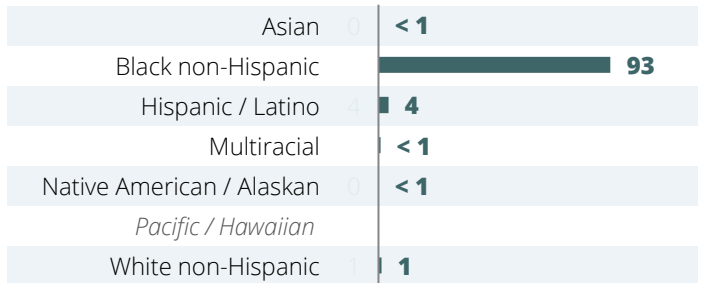 Asian 0 < 1
Black non-Hispanic 93
Hispanic / Latino 4 4
Multiracial < 1
Native American / Alaskan 0 < 1
Pacific / Hawaiian
White non-Hispanic 1 1